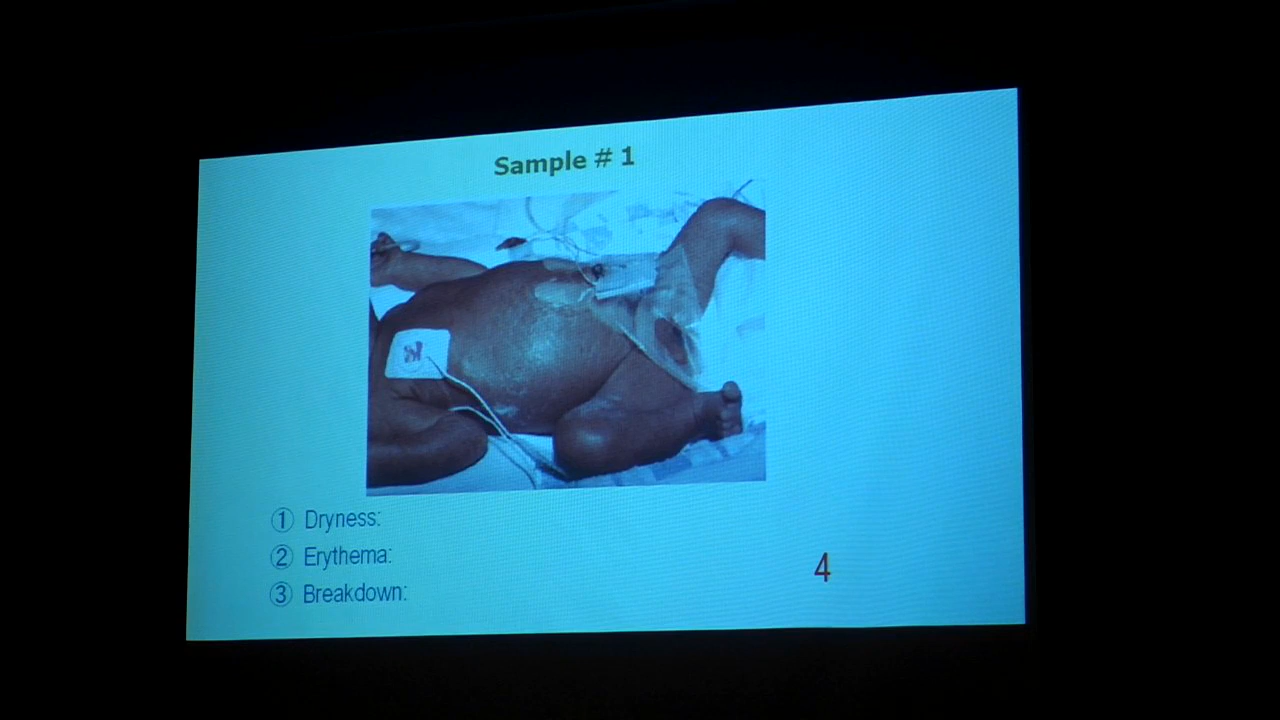 Sample # 1
① Dryness:
② Erythema:
③ Breakdown:
4